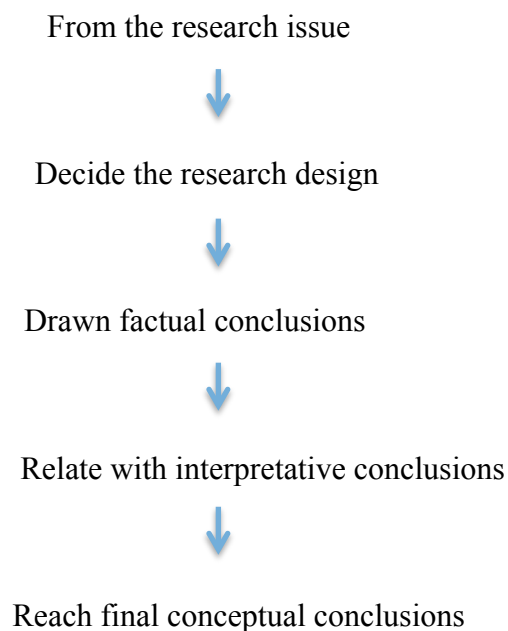 From the research issue
Decide the research design
Drawn factual conclusions
Relate with interpretative conclusions
Reach final conceptual conclusions